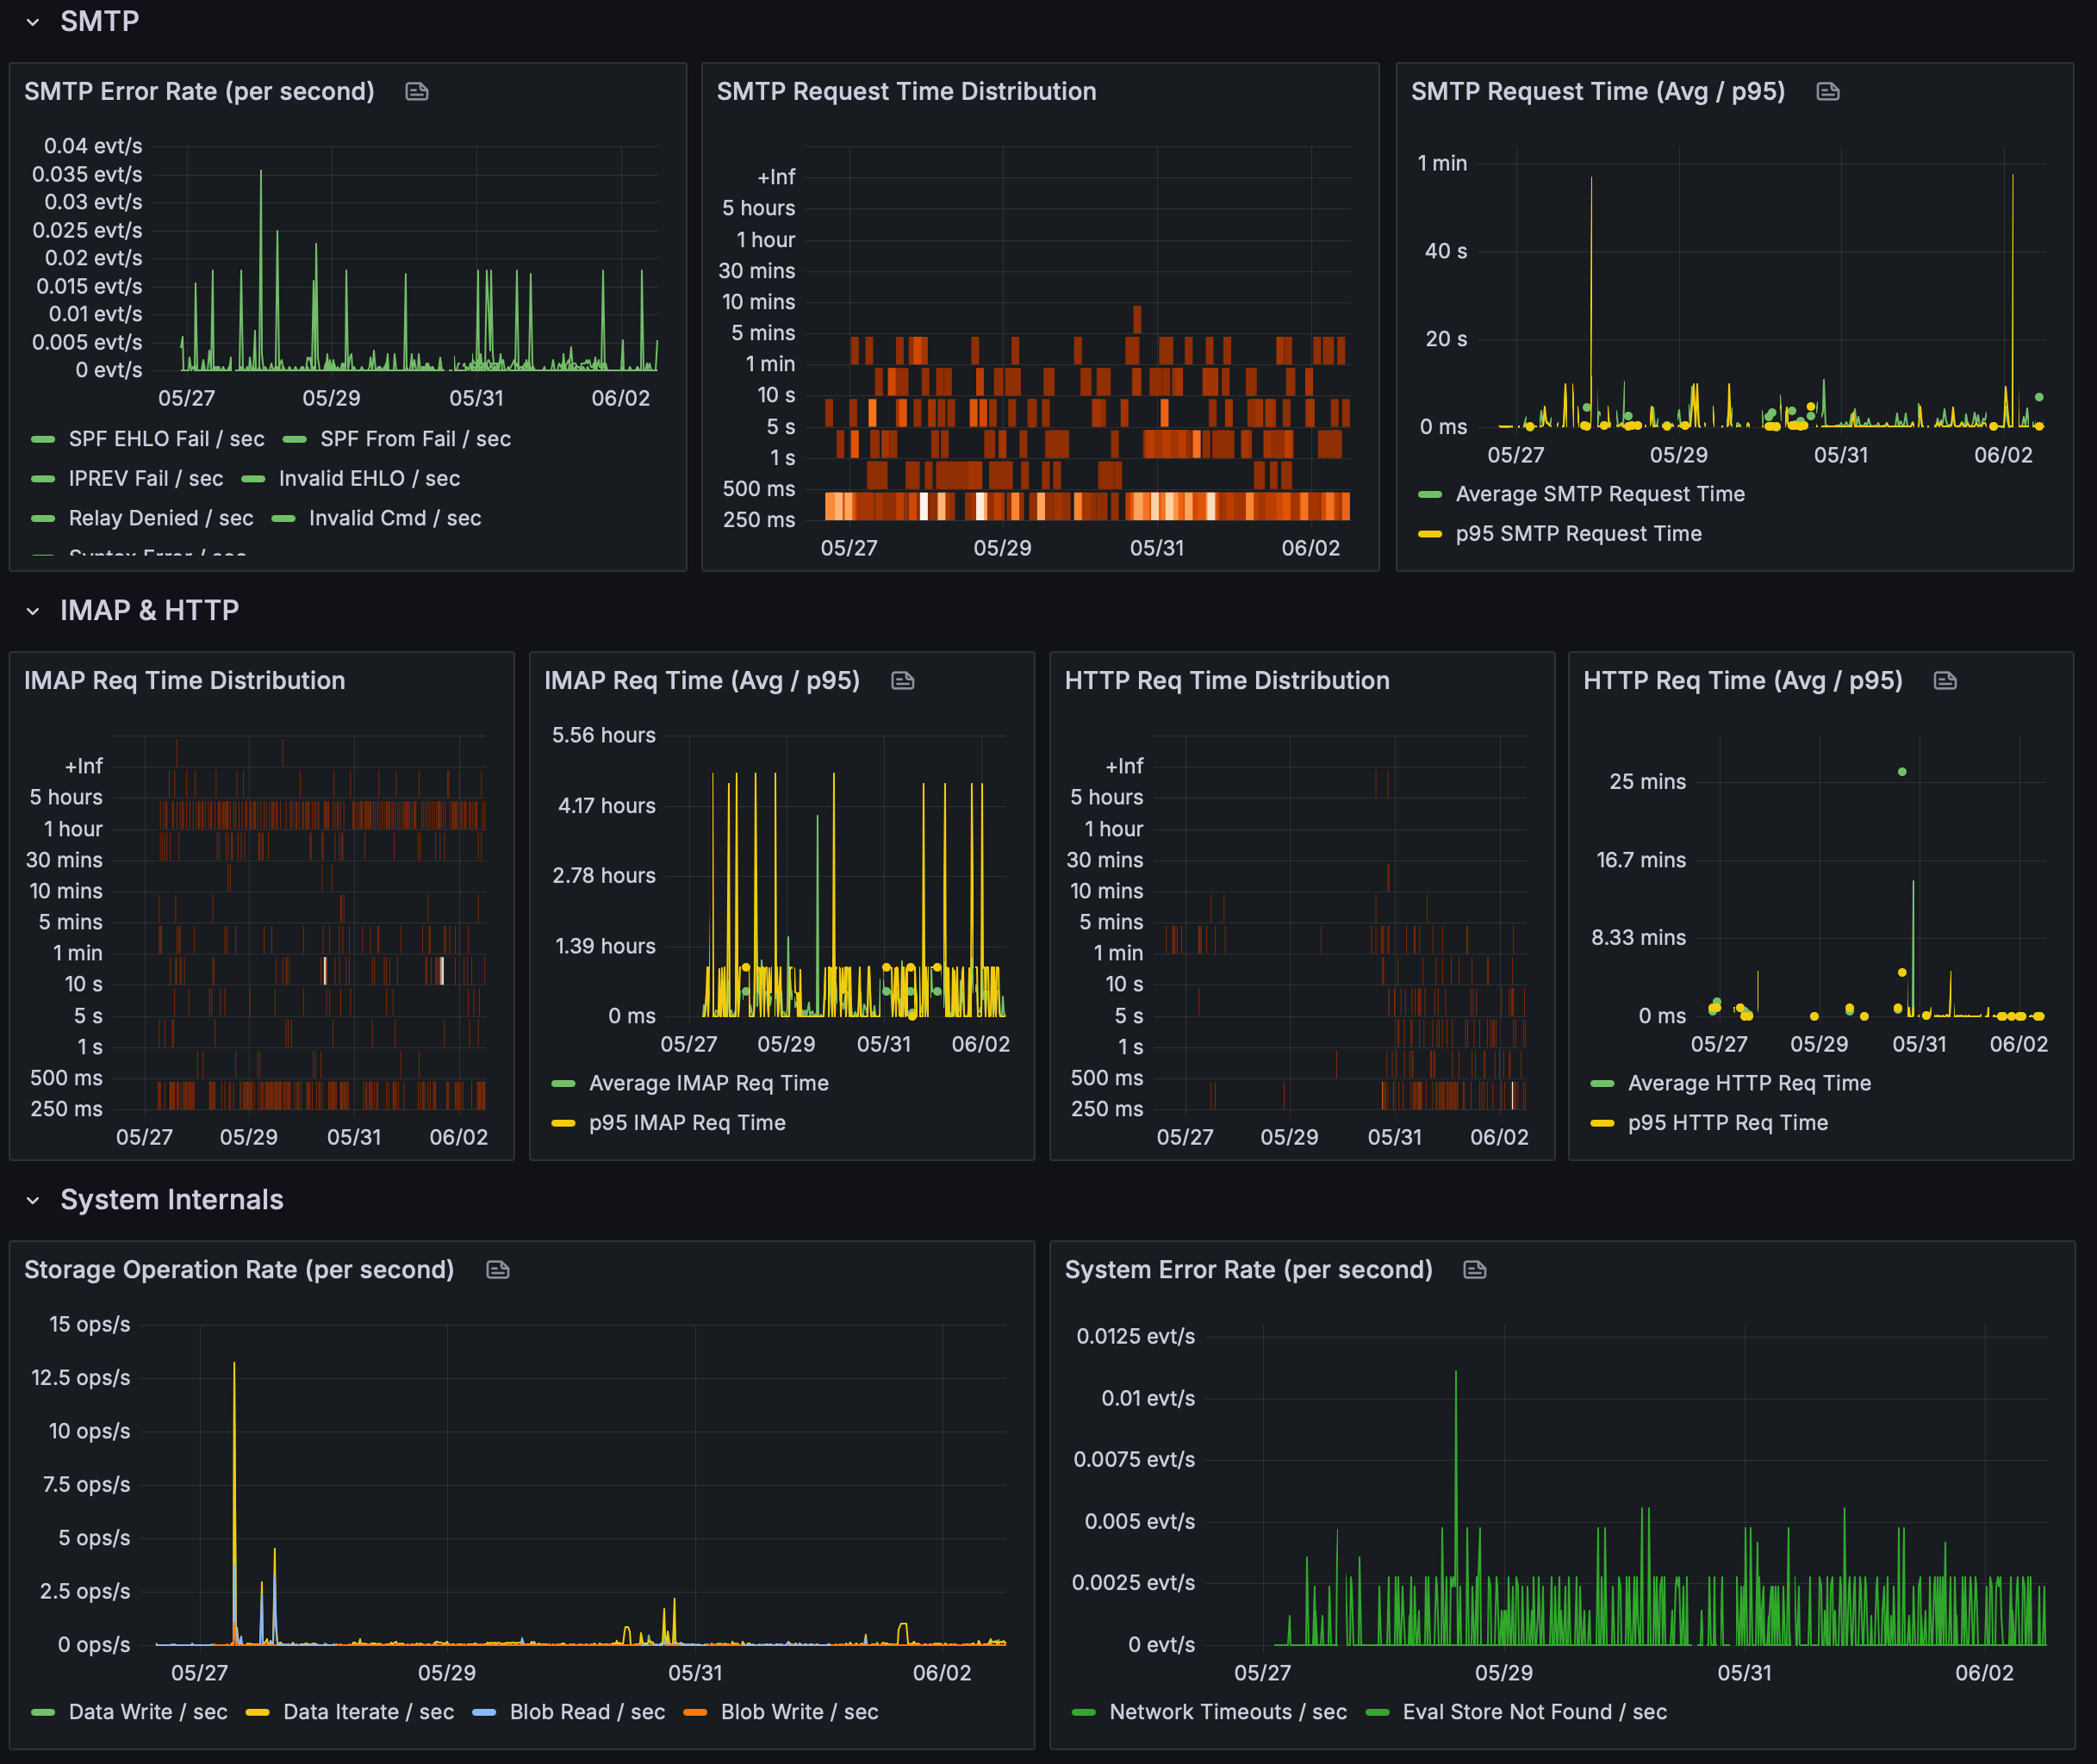 SMTP
SMTP Error Rate (per second)
0.04 evt/s
0.035 evt/s
0.03 evt/s
0.025 evt/s
0.02 evt/s
0.015 evt/s
0.01 evt/s
0.005 evt/s
0 evt/s
05/27 05/29 05/31 06/02
SPF EHLO Fail / sec SPF From Fail / sec
IPREV Fail / sec Invalid EHLO / sec
Relay Denied / sec Invalid Cmd / sec
Syntax Error / sec
SMTP Request Time Distribution
+Inf
5 hours
1 hour
30 mins
10 mins
5 mins
1 min
10 s
5 s
1 s
500 ms
250 ms
05/27 05/29 05/31 06/02
SMTP Request Time (Avg / p95)
1 min
40 s
20 s
0 ms
05/27 05/29 05/31 06/02
Average SMTP Request Time
p95 SMTP Request Time
IMAP & HTTP
IMAP Req Time Distribution
+Inf
5 hours
1 hour
30 mins
10 mins
5 mins
1 min
10 s
5 s
1 s
500 ms
250 ms
05/27 05/29 05/31 06/02
IMAP Req Time (Avg / p95)
5.56 hours
4.17 hours
2.78 hours
1.39 hours
0 ms
05/27 05/29 05/31 06/02
Average IMAP Req Time
p95 IMAP Req Time
HTTP Req Time Distribution
+Inf
5 hours
1 hour
30 mins
10 mins
5 mins
1 min
10 s
5 s
1 s
500 ms
250 ms
05/27 05/29 05/31 06/02
HTTP Req Time (Avg / p95)
25 mins
16.7 mins
8.33 mins
0 ms
05/27 05/29 05/31 06/02
Average HTTP Req Time
p95 HTTP Req Time
System Internals
Storage Operation Rate (per second)
15 ops/s
12.5 ops/s
10 ops/s
7.5 ops/s
5 ops/s
2.5 ops/s
0 ops/s
05/27 05/29 05/31 06/02
Data Write / sec Data Iterate / sec Blob Read / sec Blob Write / sec
System Error Rate (per second)
0.0125 evt/s
0.01 evt/s
0.0075 evt/s
0.005 evt/s
0.0025 evt/s
0 evt/s
05/27 05/29 05/31 06/02
Network Timeouts / sec Eval Store Not Found / sec